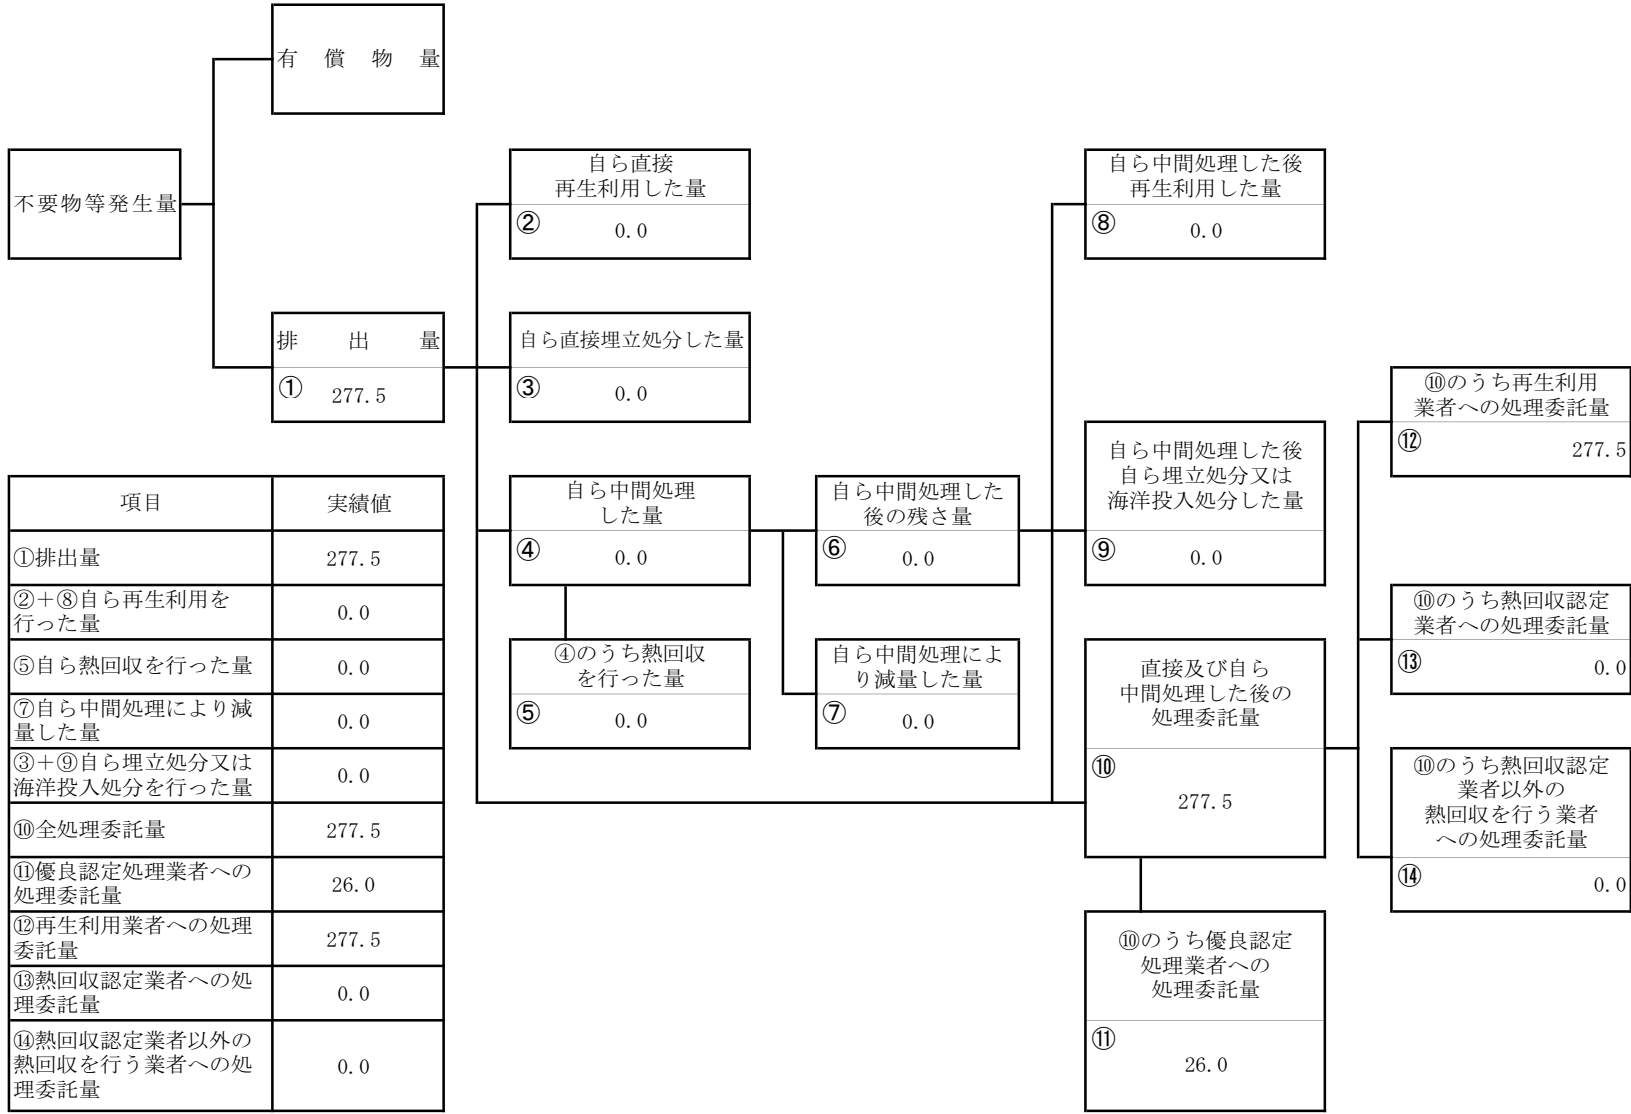 有償物量
不要物等発生量
排出量
①
277.5
自ら直接
再生利用した量
②
0.0
自ら直接埋立処分した量
③
0.0
自ら中間処理
した量
④
0.0
④のうち熱回収
を行った量
⑤
0.0
自ら中間処理した
後の残さ量
⑥
0.0
自ら中間処理によ
り減量した量
⑦
0.0
自ら中間処理した後
再生利用した量
⑧
0.0
自ら中間処理した後
自ら埋立処分又は
海洋投入処分した量
⑨
0.0
直接及び自ら
中間処理した後の
処理委託量
⑩
277.5
⑩のうち優良認定
処理業者への
処理委託量
⑪
26.0
⑩のうち再生利用
業者への処理委託量
⑫
277.5
⑩のうち熱回収認定
業者への処理委託量
⑬
0.0
⑩のうち熱回収認定
業者以外の
熱回収を行う業者
への処理委託量
⑭
0.0
項目 実績値
①排出量 277.5
②+⑧自ら再生利用を
行った量 0.0
⑤自ら熱回収を行った量 0.0
⑦自ら中間処理により減
量した量 0.0
③+⑨自ら埋立処分又は
海洋投入処分を行った量 0.0
⑩全処理委託量 277.5
⑪優良認定処理業者への
処理委託量 26.0
⑫再生利用業者への処理
委託量 277.5
⑬熱回収認定業者への処
理委託量 0.0
⑭熱回収認定業者以外の
熱回収を行う業者への処
理委託量 0.0